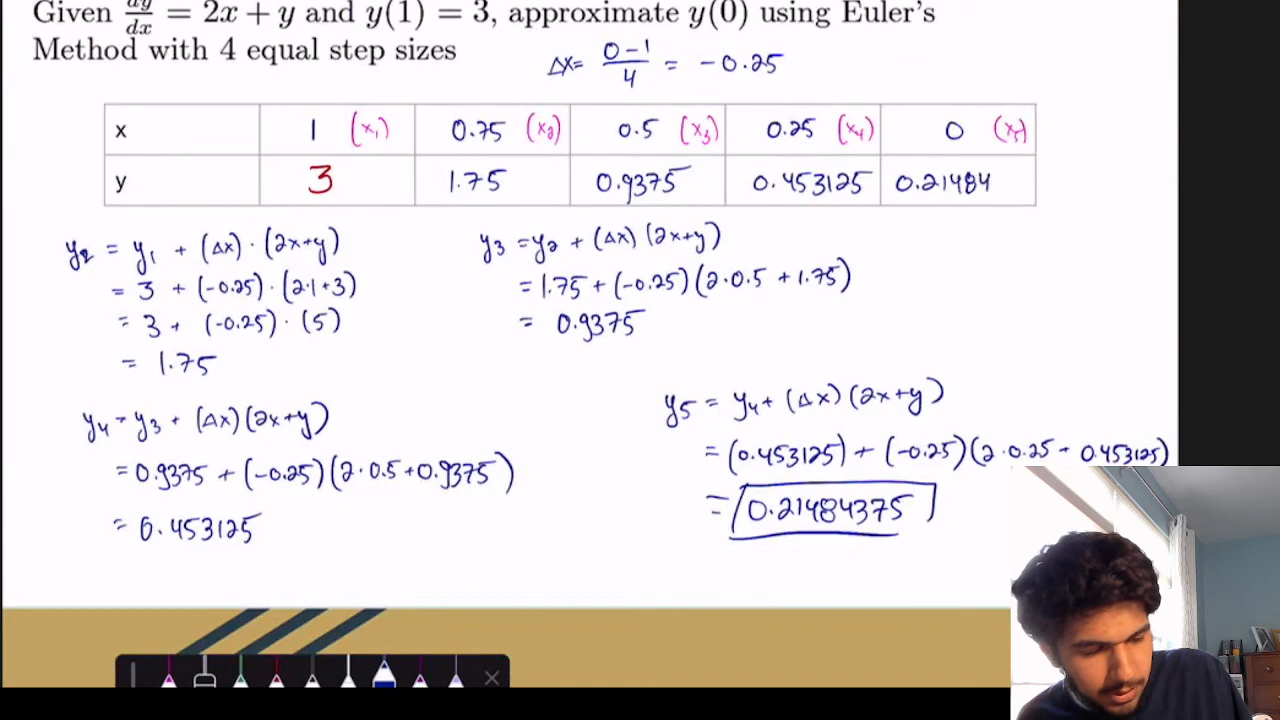 Given dy/dx = 2x + y and y(1) = 3, approximate y(0) using Euler's
Method with 4 equal step sizes
Δx = (0-1)/4 = -0.25
x 1 (x₁) 0.75 (x₂) 0.5 (x₃) 0.25 (x₄) 0 (x₅)
y 3 1.75 0.9375 0.453125 0.21484
y₂ = y₁ + (Δx) · (2x+y)
= 3 + (-0.25) · (2·1+3)
= 3 + (-0.25) · (5)
= 1.75
y₃ = y₂ + (Δx) (2x+y)
= 1.75 + (-0.25) (2·0.5 + 1.75)
= 0.9375
y₄ = y₃ + (Δx) (2x+y)
= 0.9375 + (-0.25) (2·0.5+0.9375)
= 0.453125
y₅ = y₄ + (Δx) (2x+y)
= (0.453125) + (-0.25) (2·0.25 + 0.453125)
= 0.21484375